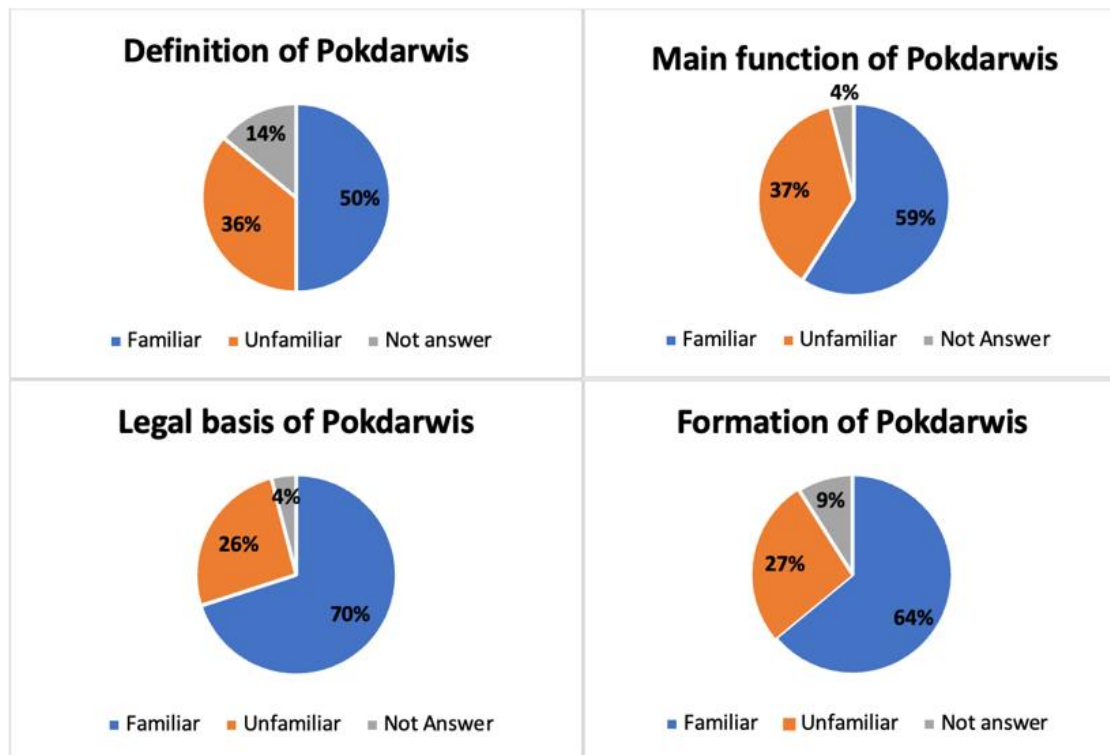 Definition of Pokdarwis
14%
50%
36%
Familiar Unfamiliar Not answer
Main function of Pokdarwis
4%
37%
59%
Familiar Unfamiliar Not Answer
Legal basis of Pokdarwis
4%
26%
70%
Familiar Unfamiliar Not Answer
Formation of Pokdarwis
9%
27%
64%
Familiar Unfamiliar Not answer